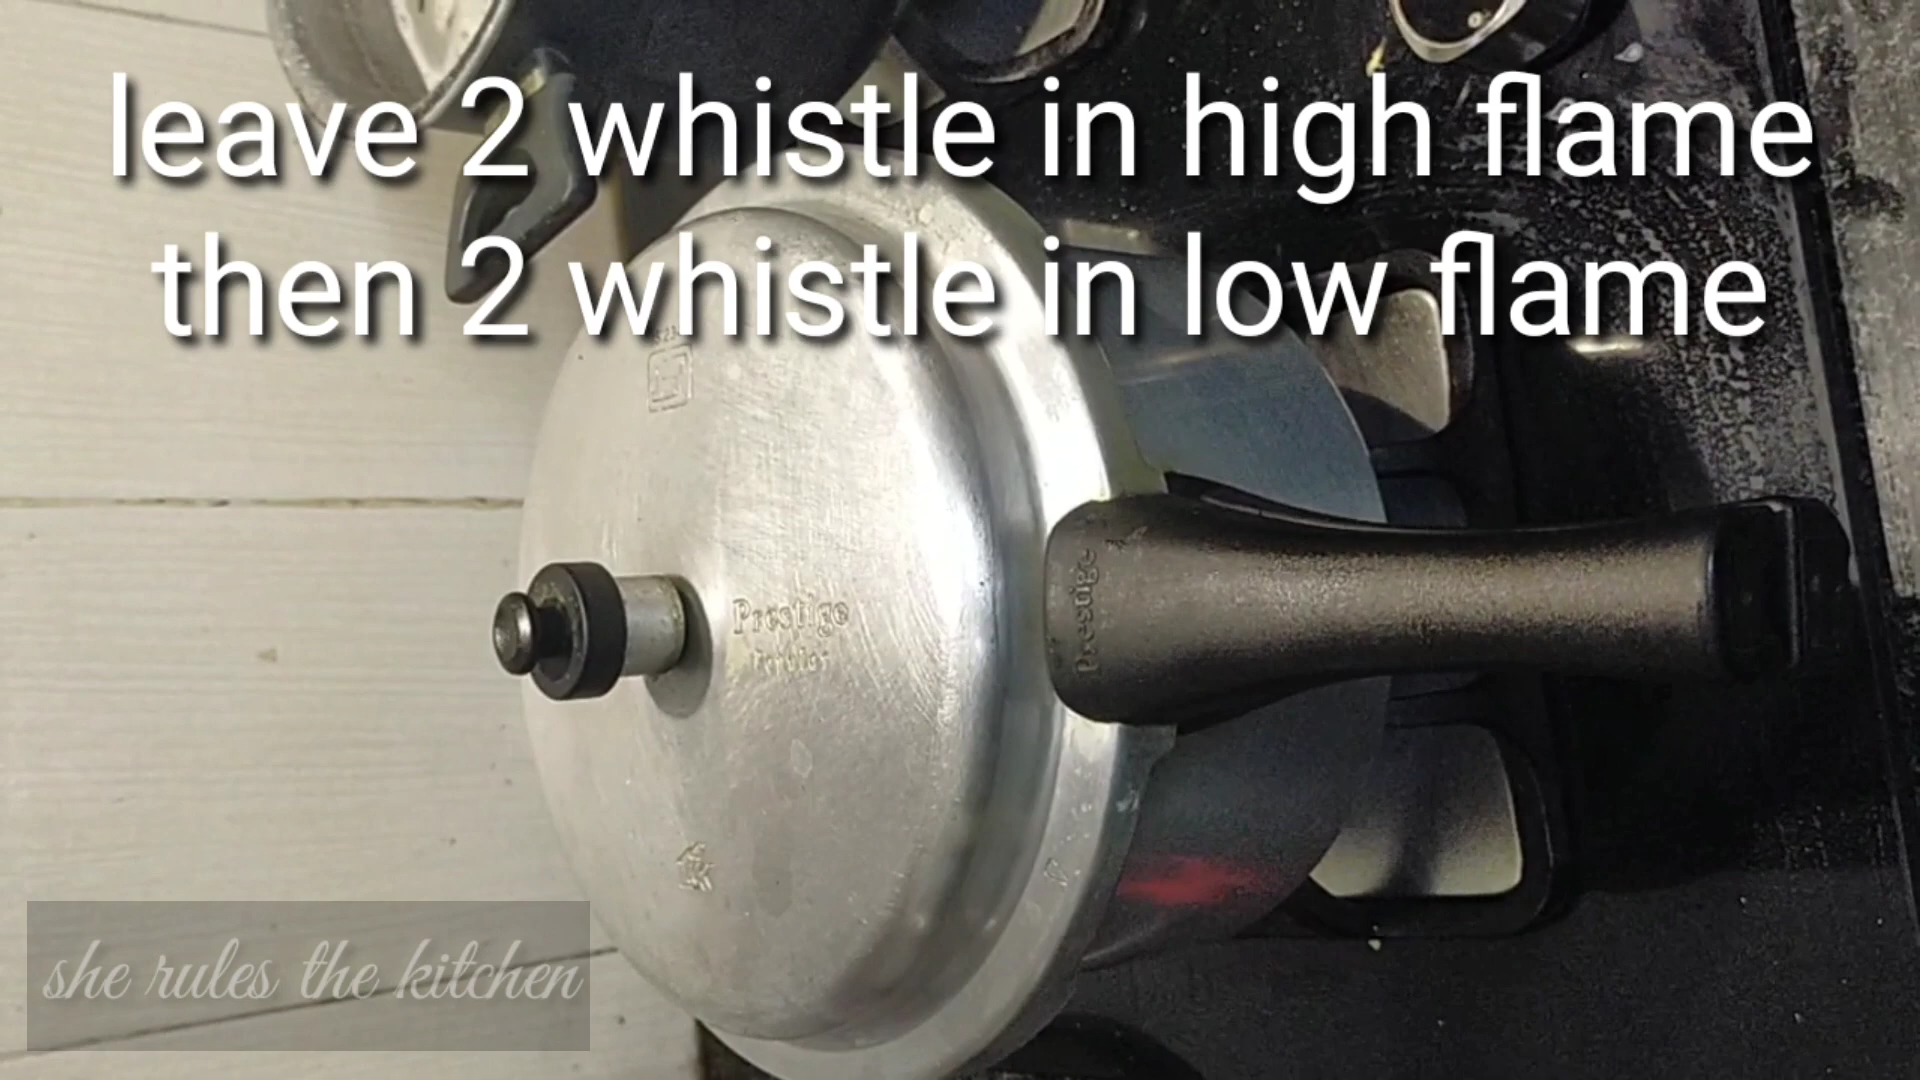 leave 2 whistle in high flame
then 2 whistle in low flame
Prestige
Prestige
she rules the kitchen